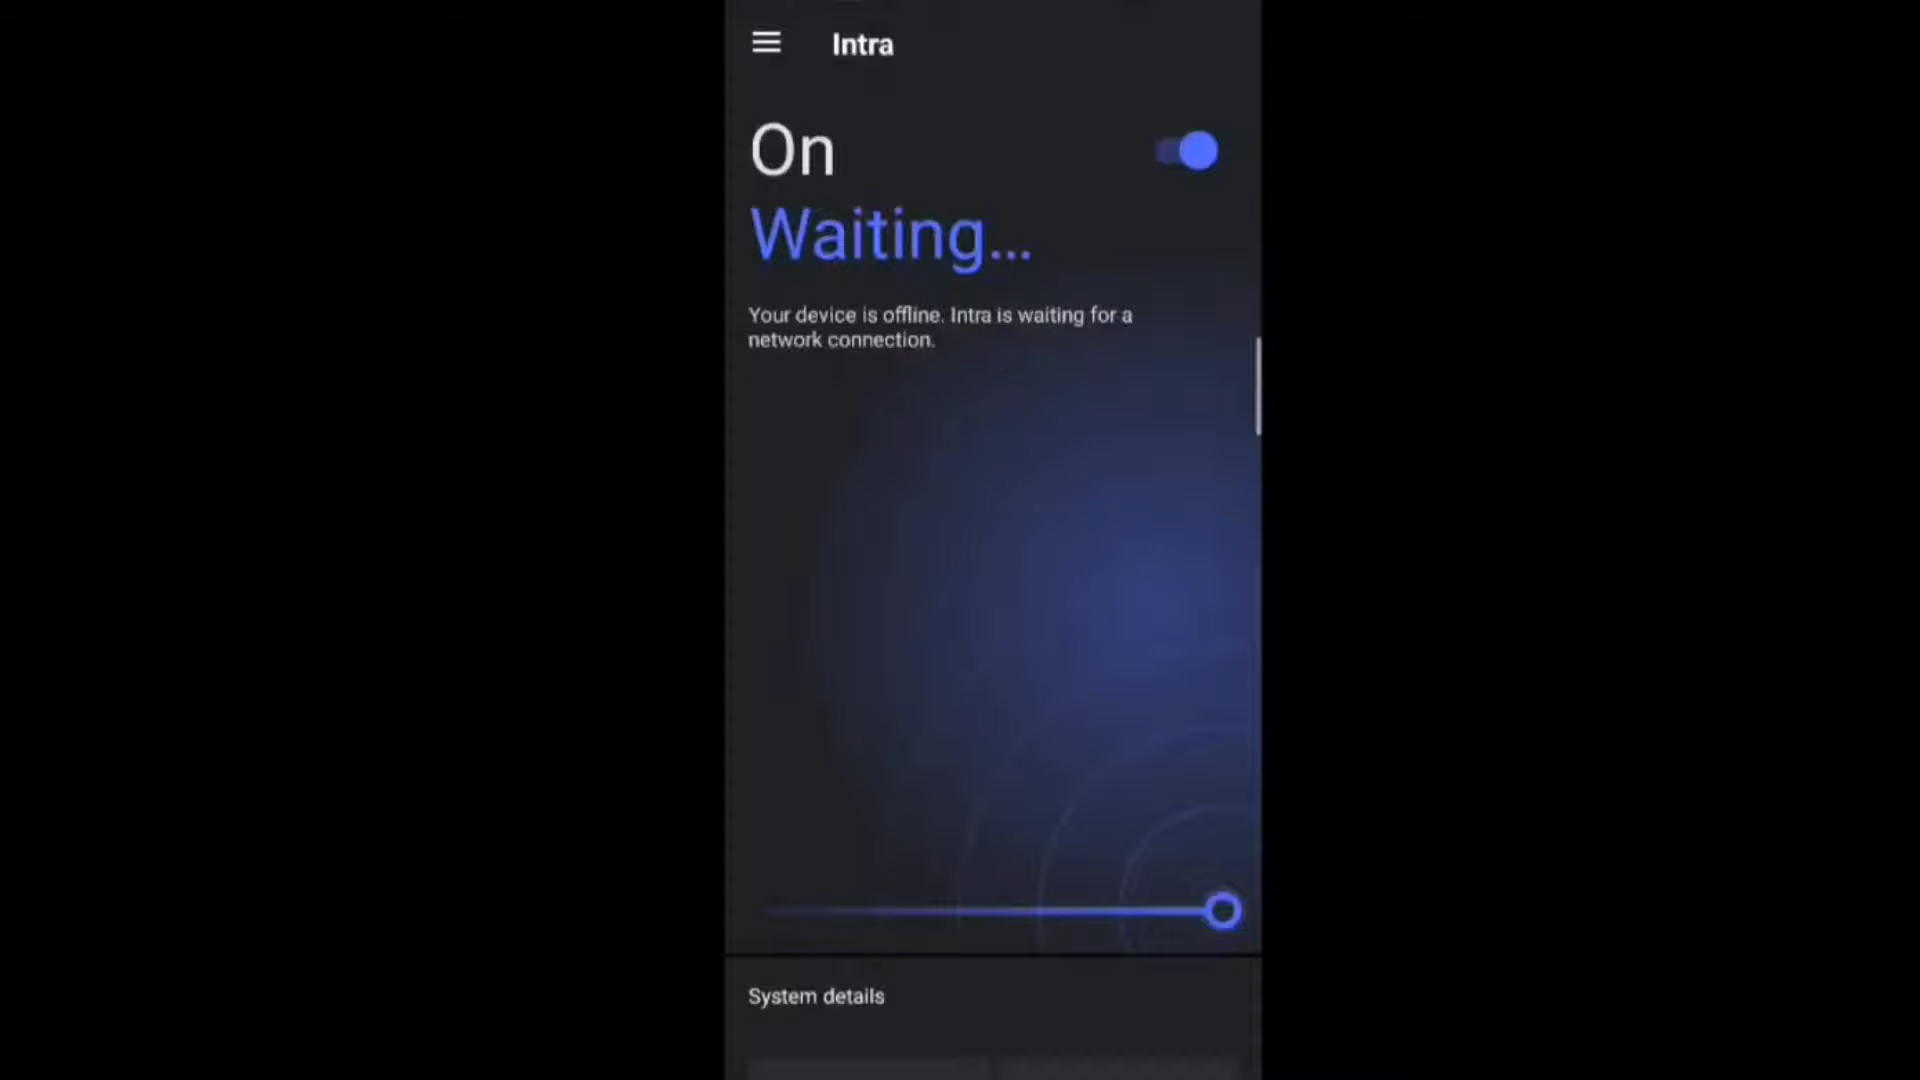 Intra
On
Waiting...
Your device is offline. Intra is waiting for a
network connection.
System details